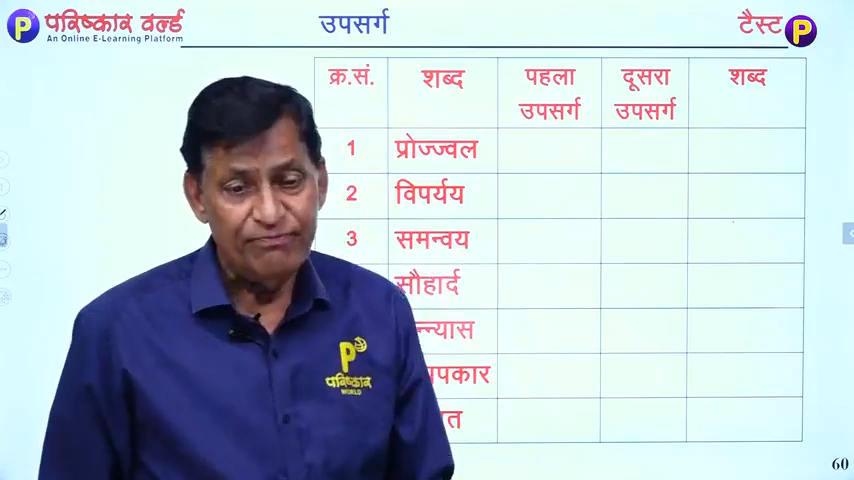 परिष्कार वर्ल्ड
An Online E-Learning Platform
उपसर्ग
टैस्ट
क्र.सं. शब्द पहला उपसर्ग दूसरा उपसर्ग शब्द
1 प्रोज्ज्वल
2 विपर्यय
3 समन्वय
सौहार्द
परिष्कार
WORLD
60